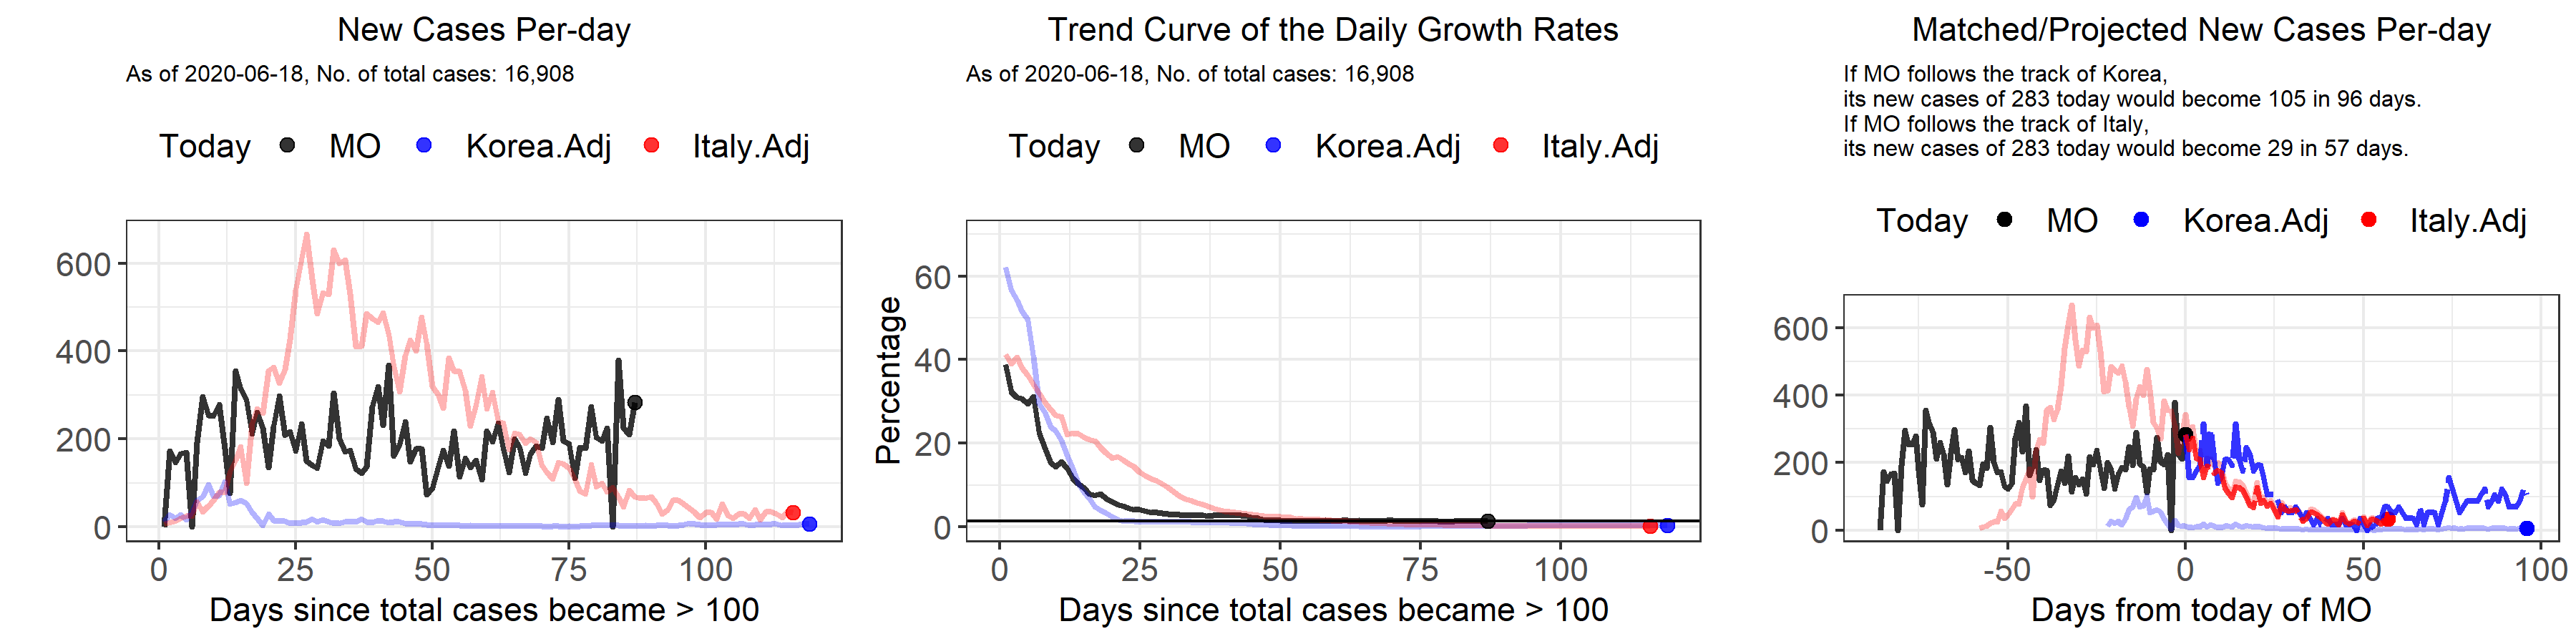 New Cases Per-day
As of 2020-06-18, No. of total cases: 16,908
Today MO Korea.Adj Italy.Adj
600
400
200
0
0 25 50 75 100
Days since total cases became > 100
Trend Curve of the Daily Growth Rates
As of 2020-06-18, No. of total cases: 16,908
Today MO Korea.Adj Italy.Adj
Percentage
60
40
20
0
0 25 50 75 100
Days since total cases became > 100
Matched/Projected New Cases Per-day
If MO follows the track of Korea,
its new cases of 283 today would become 105 in 96 days.
If MO follows the track of Italy,
its new cases of 283 today would become 29 in 57 days.
Today MO Korea.Adj Italy.Adj
600
400
200
0
-50 0 50 100
Days from today of MO